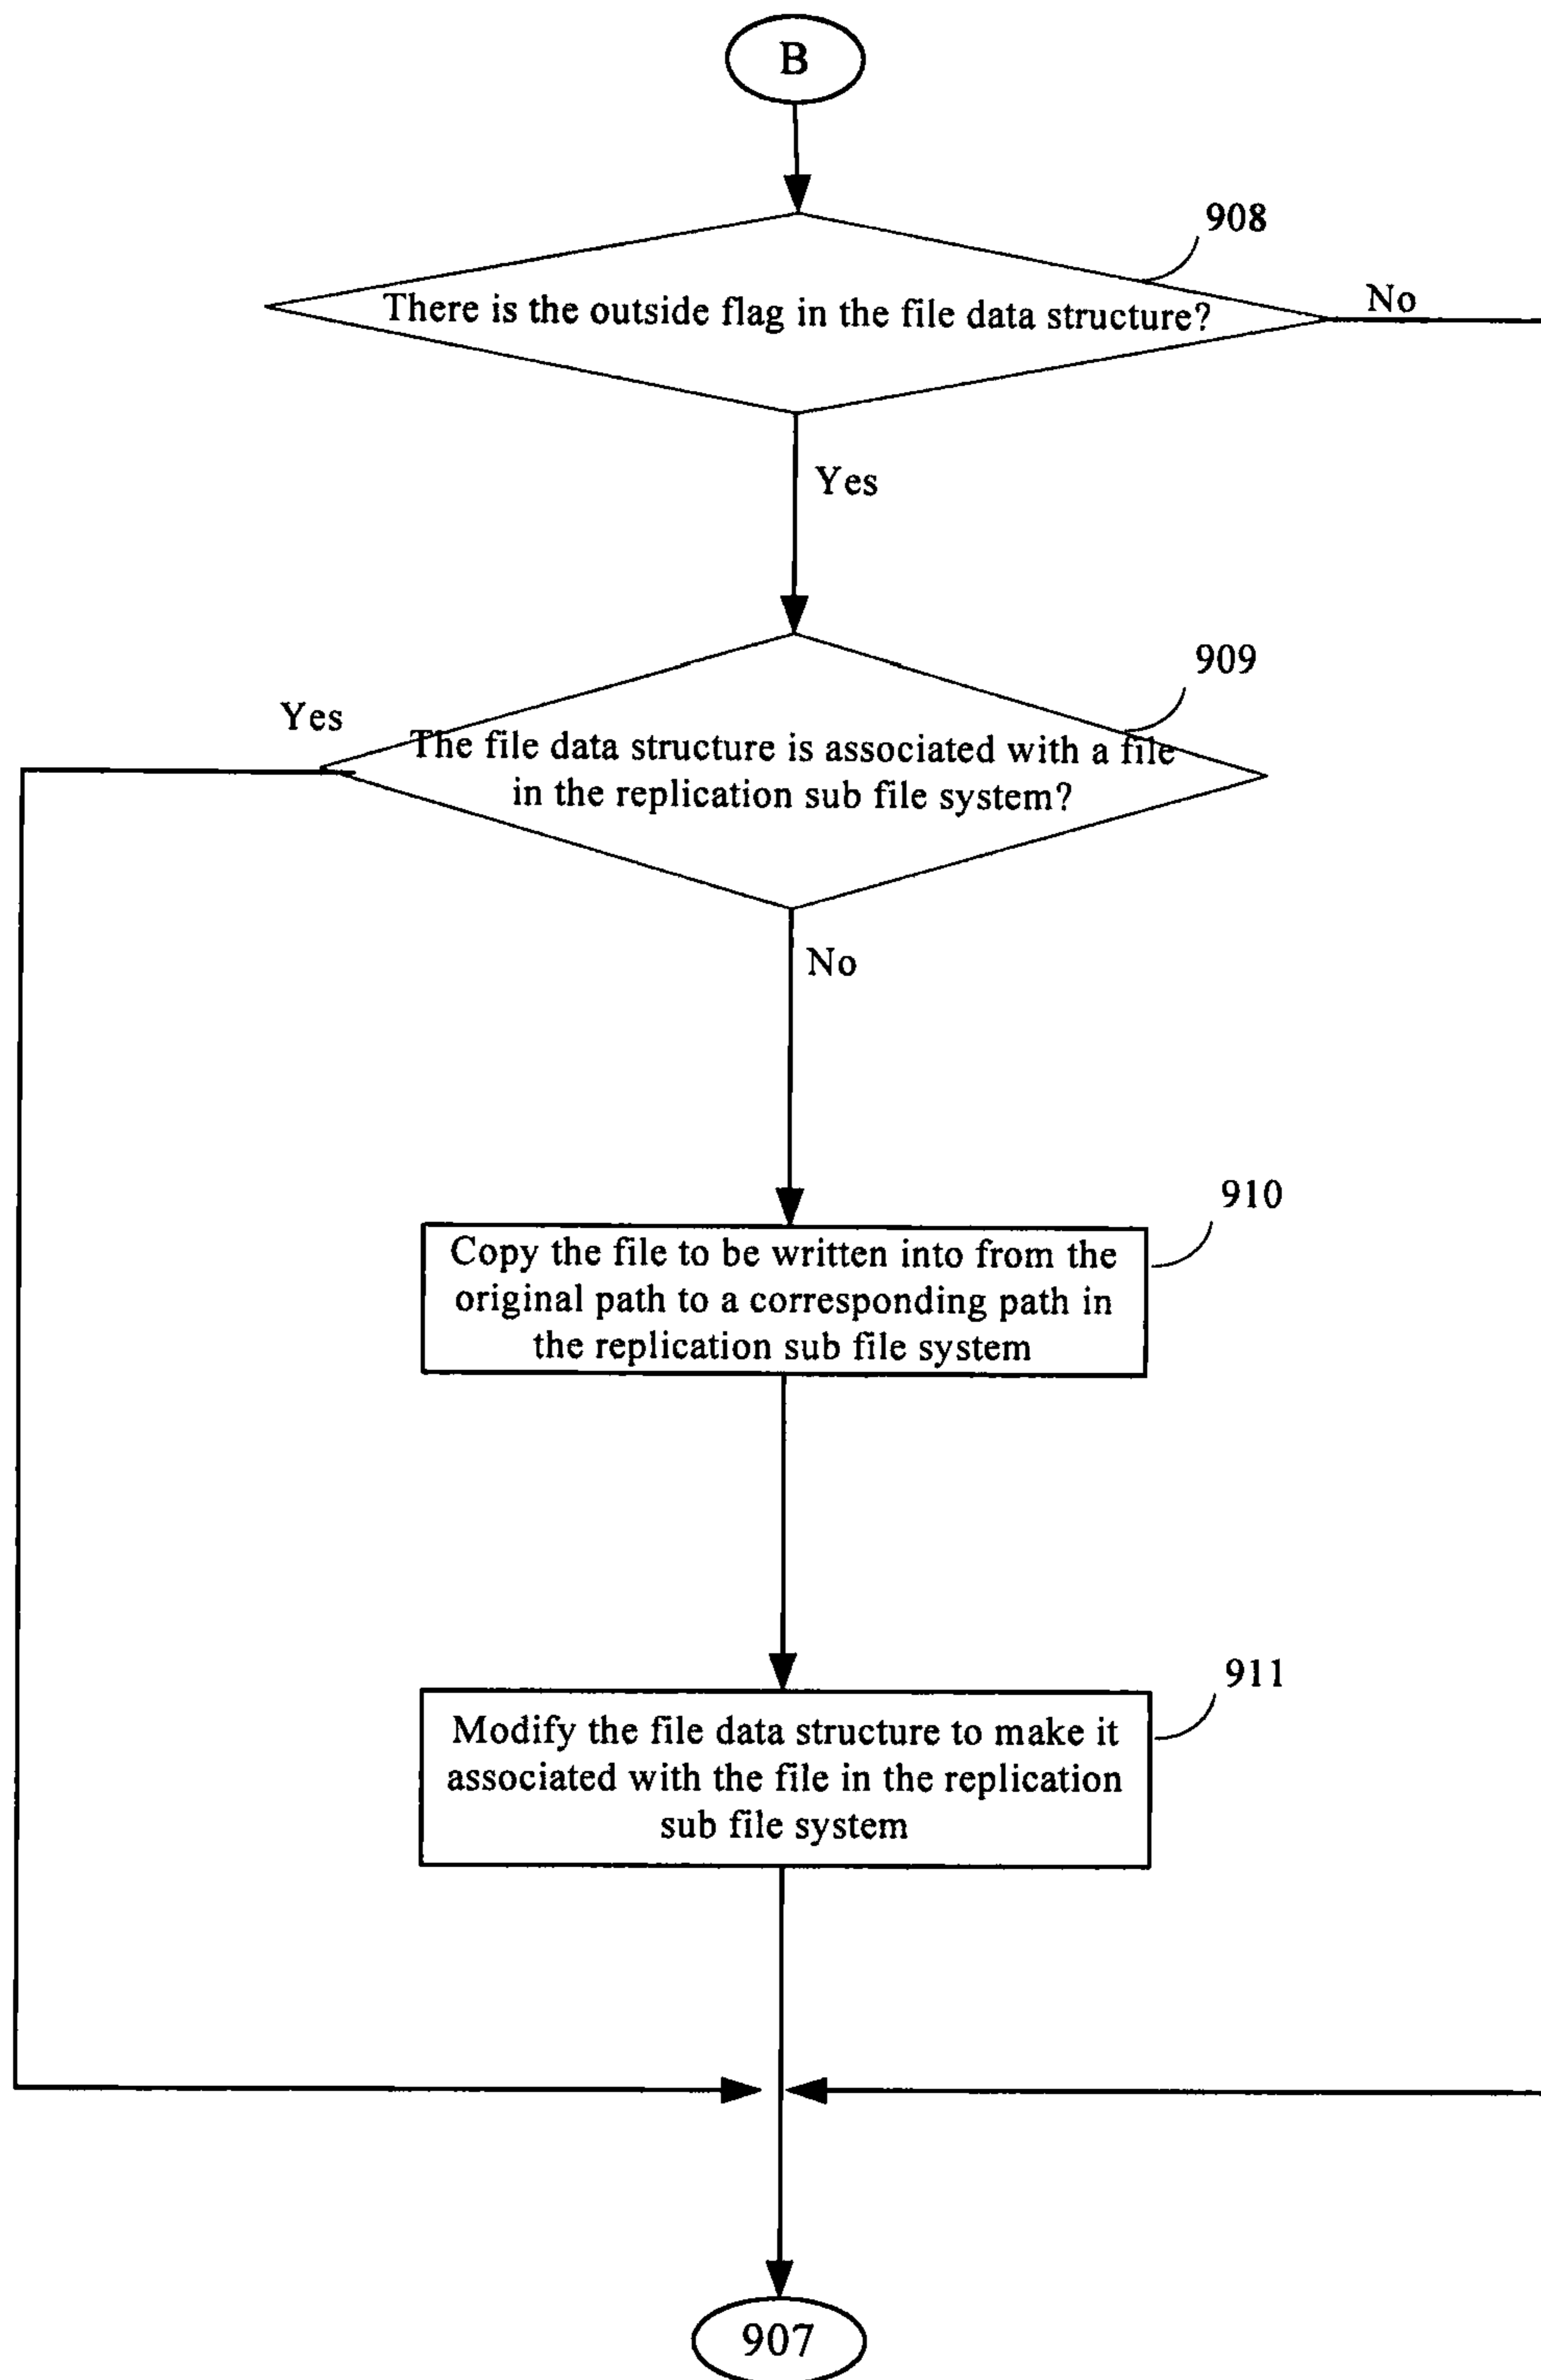 B
908
There is the outside flag in the file data structure?
No
Yes
909
Yes
The file data structure is associated with a file
in the replication sub file system?
No
910
Copy the file to be written into from the
original path to a corresponding path in
the replication sub file system
911
Modify the file data structure to make it
associated with the file in the replication
sub file system
907